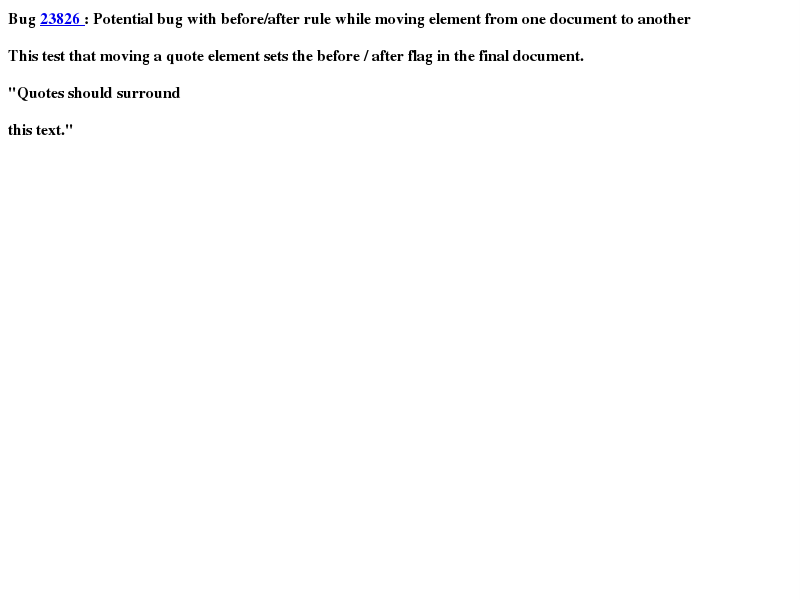 Bug 23826 : Potential bug with before/after rule while moving element from one document to another
This test that moving a quote element sets the before / after flag in the final document.
"Quotes should surround
this text."